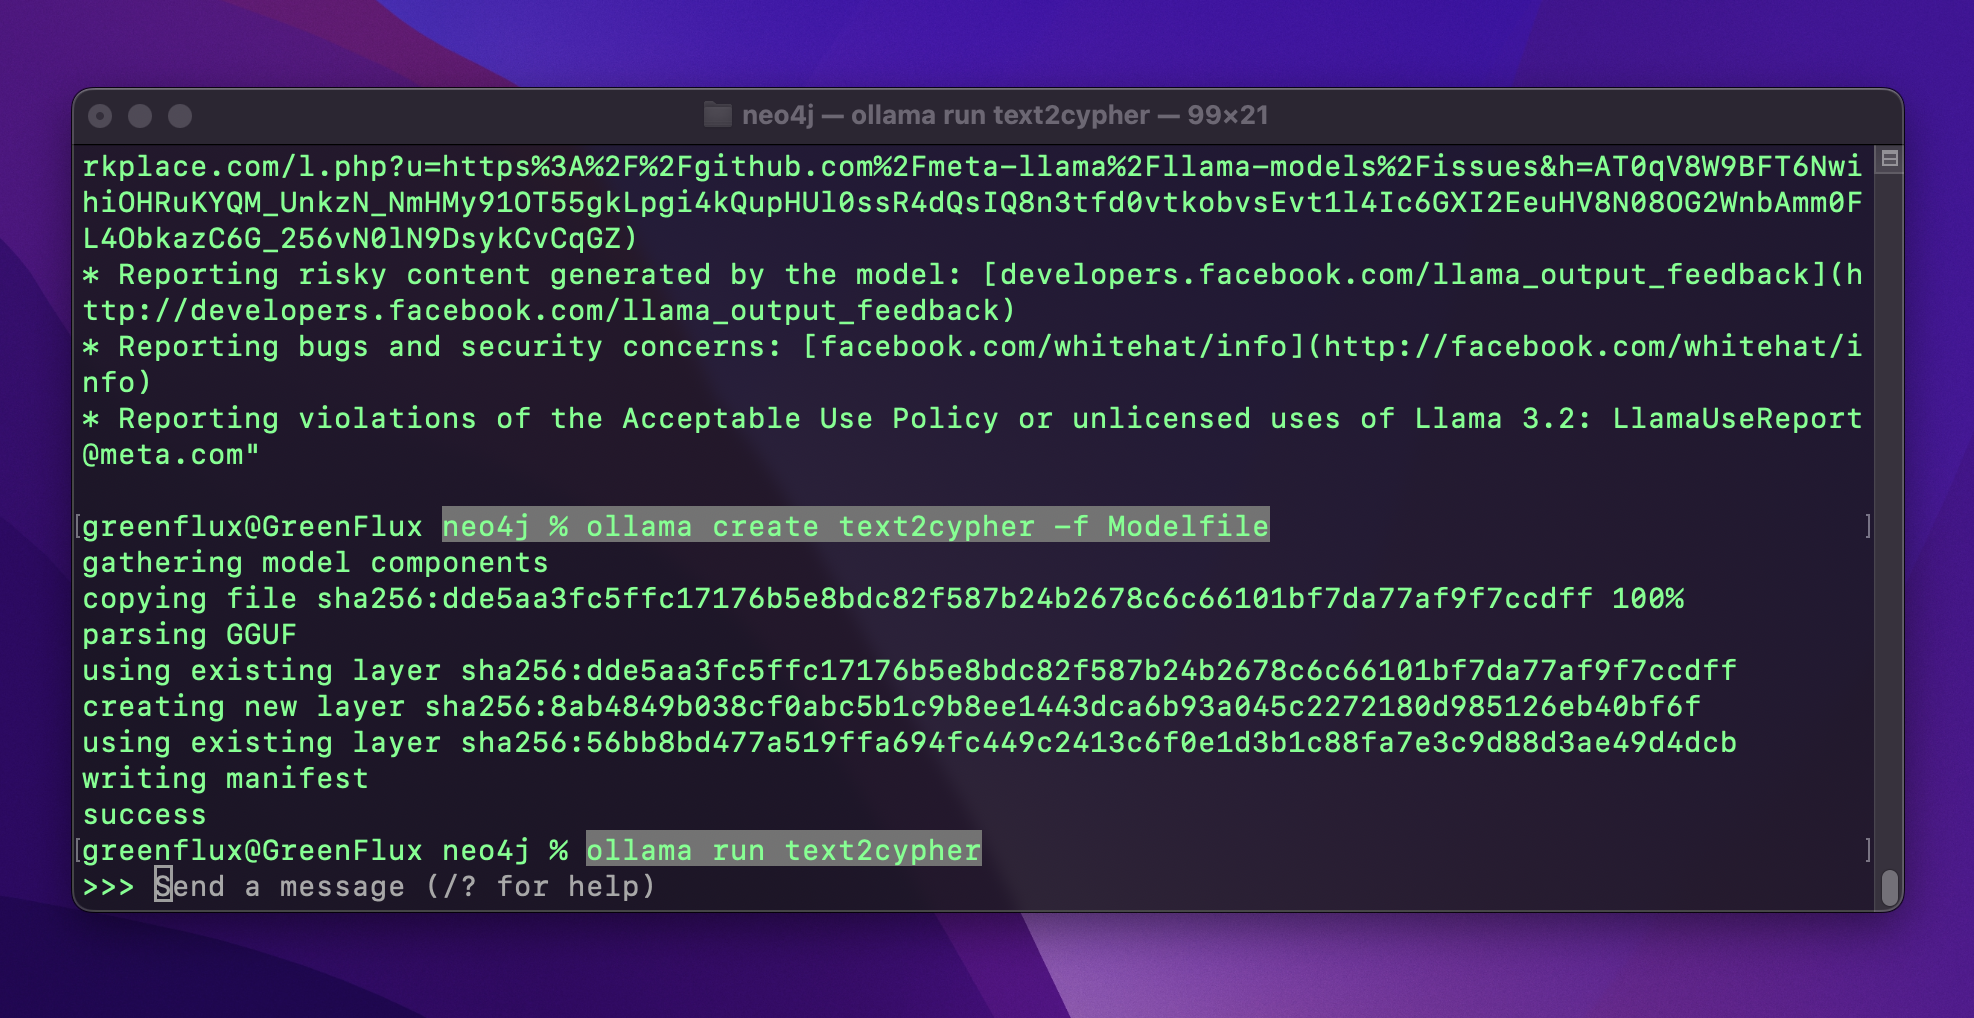 neo4j — ollama run text2cypher — 99×21
rkplace.com/l.php?u=https%3A%2F%2Fgithub.com%2Fmeta-llama%2Fllama-models%2Fissues&h=AT0qV8W9BFT6Nwi
hiOHRuKYQM_UnkzN_NmHMy91OT55gkLpgi4kQupHUl0ssR4dQsIQ8n3tfd0vtkobvsEvt1l4Ic6GXI2EeuHV8N08OG2WnbAmm0F
L4ObkazC6G_256vN0lN9DsykCvCqGZ)
* Reporting risky content generated by the model: [developers.facebook.com/llama_output_feedback](h
ttp://developers.facebook.com/llama_output_feedback)
* Reporting bugs and security concerns: [facebook.com/whitehat/info](http://facebook.com/whitehat/i
nfo)
* Reporting violations of the Acceptable Use Policy or unlicensed uses of Llama 3.2: LlamaUseReport
@meta.com"
[greenflux@GreenFlux neo4j % ollama create text2cypher -f Modelfile ]
gathering model components
copying file sha256:dde5aa3fc5ffc17176b5e8bdc82f587b24b2678c6c66101bf7da77af9f7ccdff 100%
parsing GGUF
using existing layer sha256:dde5aa3fc5ffc17176b5e8bdc82f587b24b2678c6c66101bf7da77af9f7ccdff
creating new layer sha256:8ab4849b038cf0abc5b1c9b8ee1443dca6b93a045c2272180d985126eb40bf6f
using existing layer sha256:56bb8bd477a519ffa694fc449c2413c6f0e1d3b1c88fa7e3c9d88d3ae49d4dcb
writing manifest
success
[greenflux@GreenFlux neo4j % ollama run text2cypher ]
>>> Send a message (/? for help)